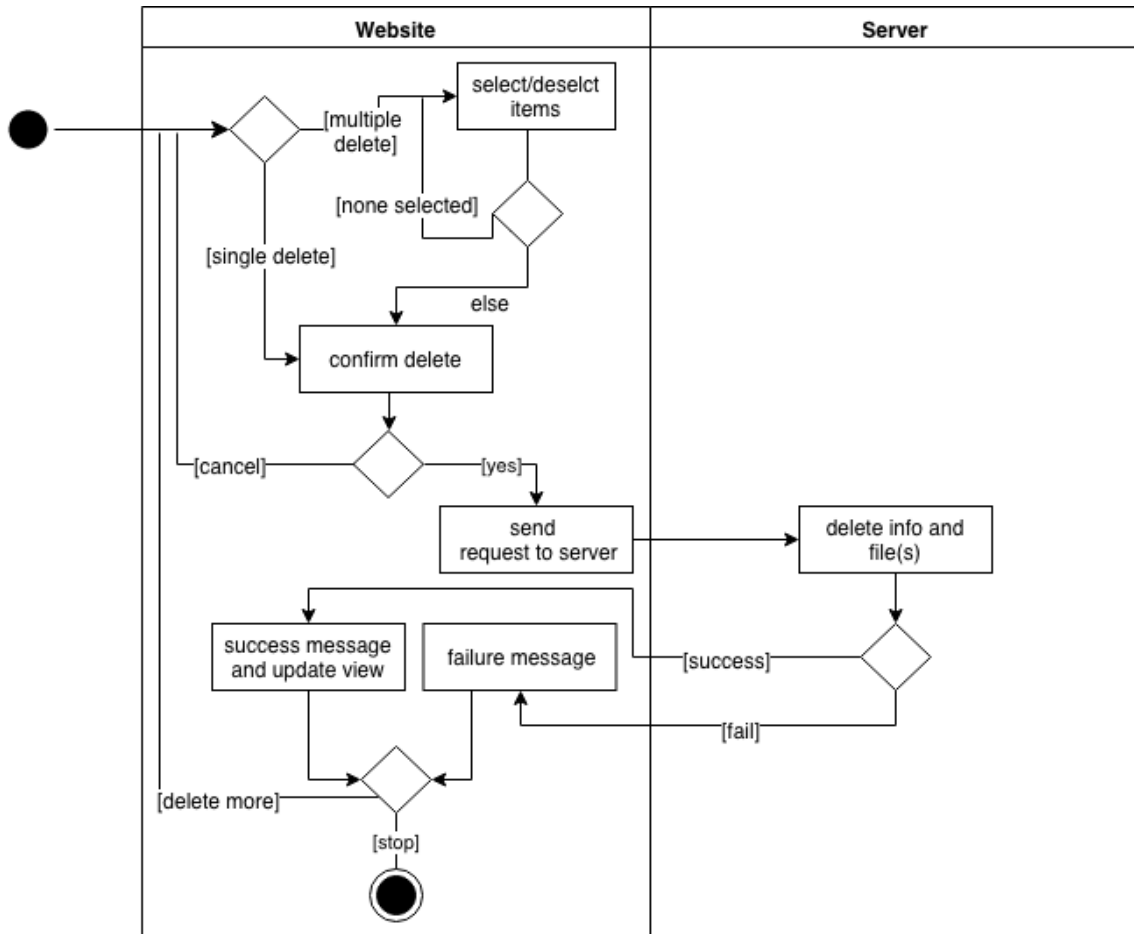 Website
Server
select/deselct
items
[multiple
delete]
[none selected]
[single delete]
else
confirm delete
[cancel]
[yes]
send
request to server
delete info and
file(s)
success message
and update view
failure message
[success]
[fail]
[delete more]
[stop]